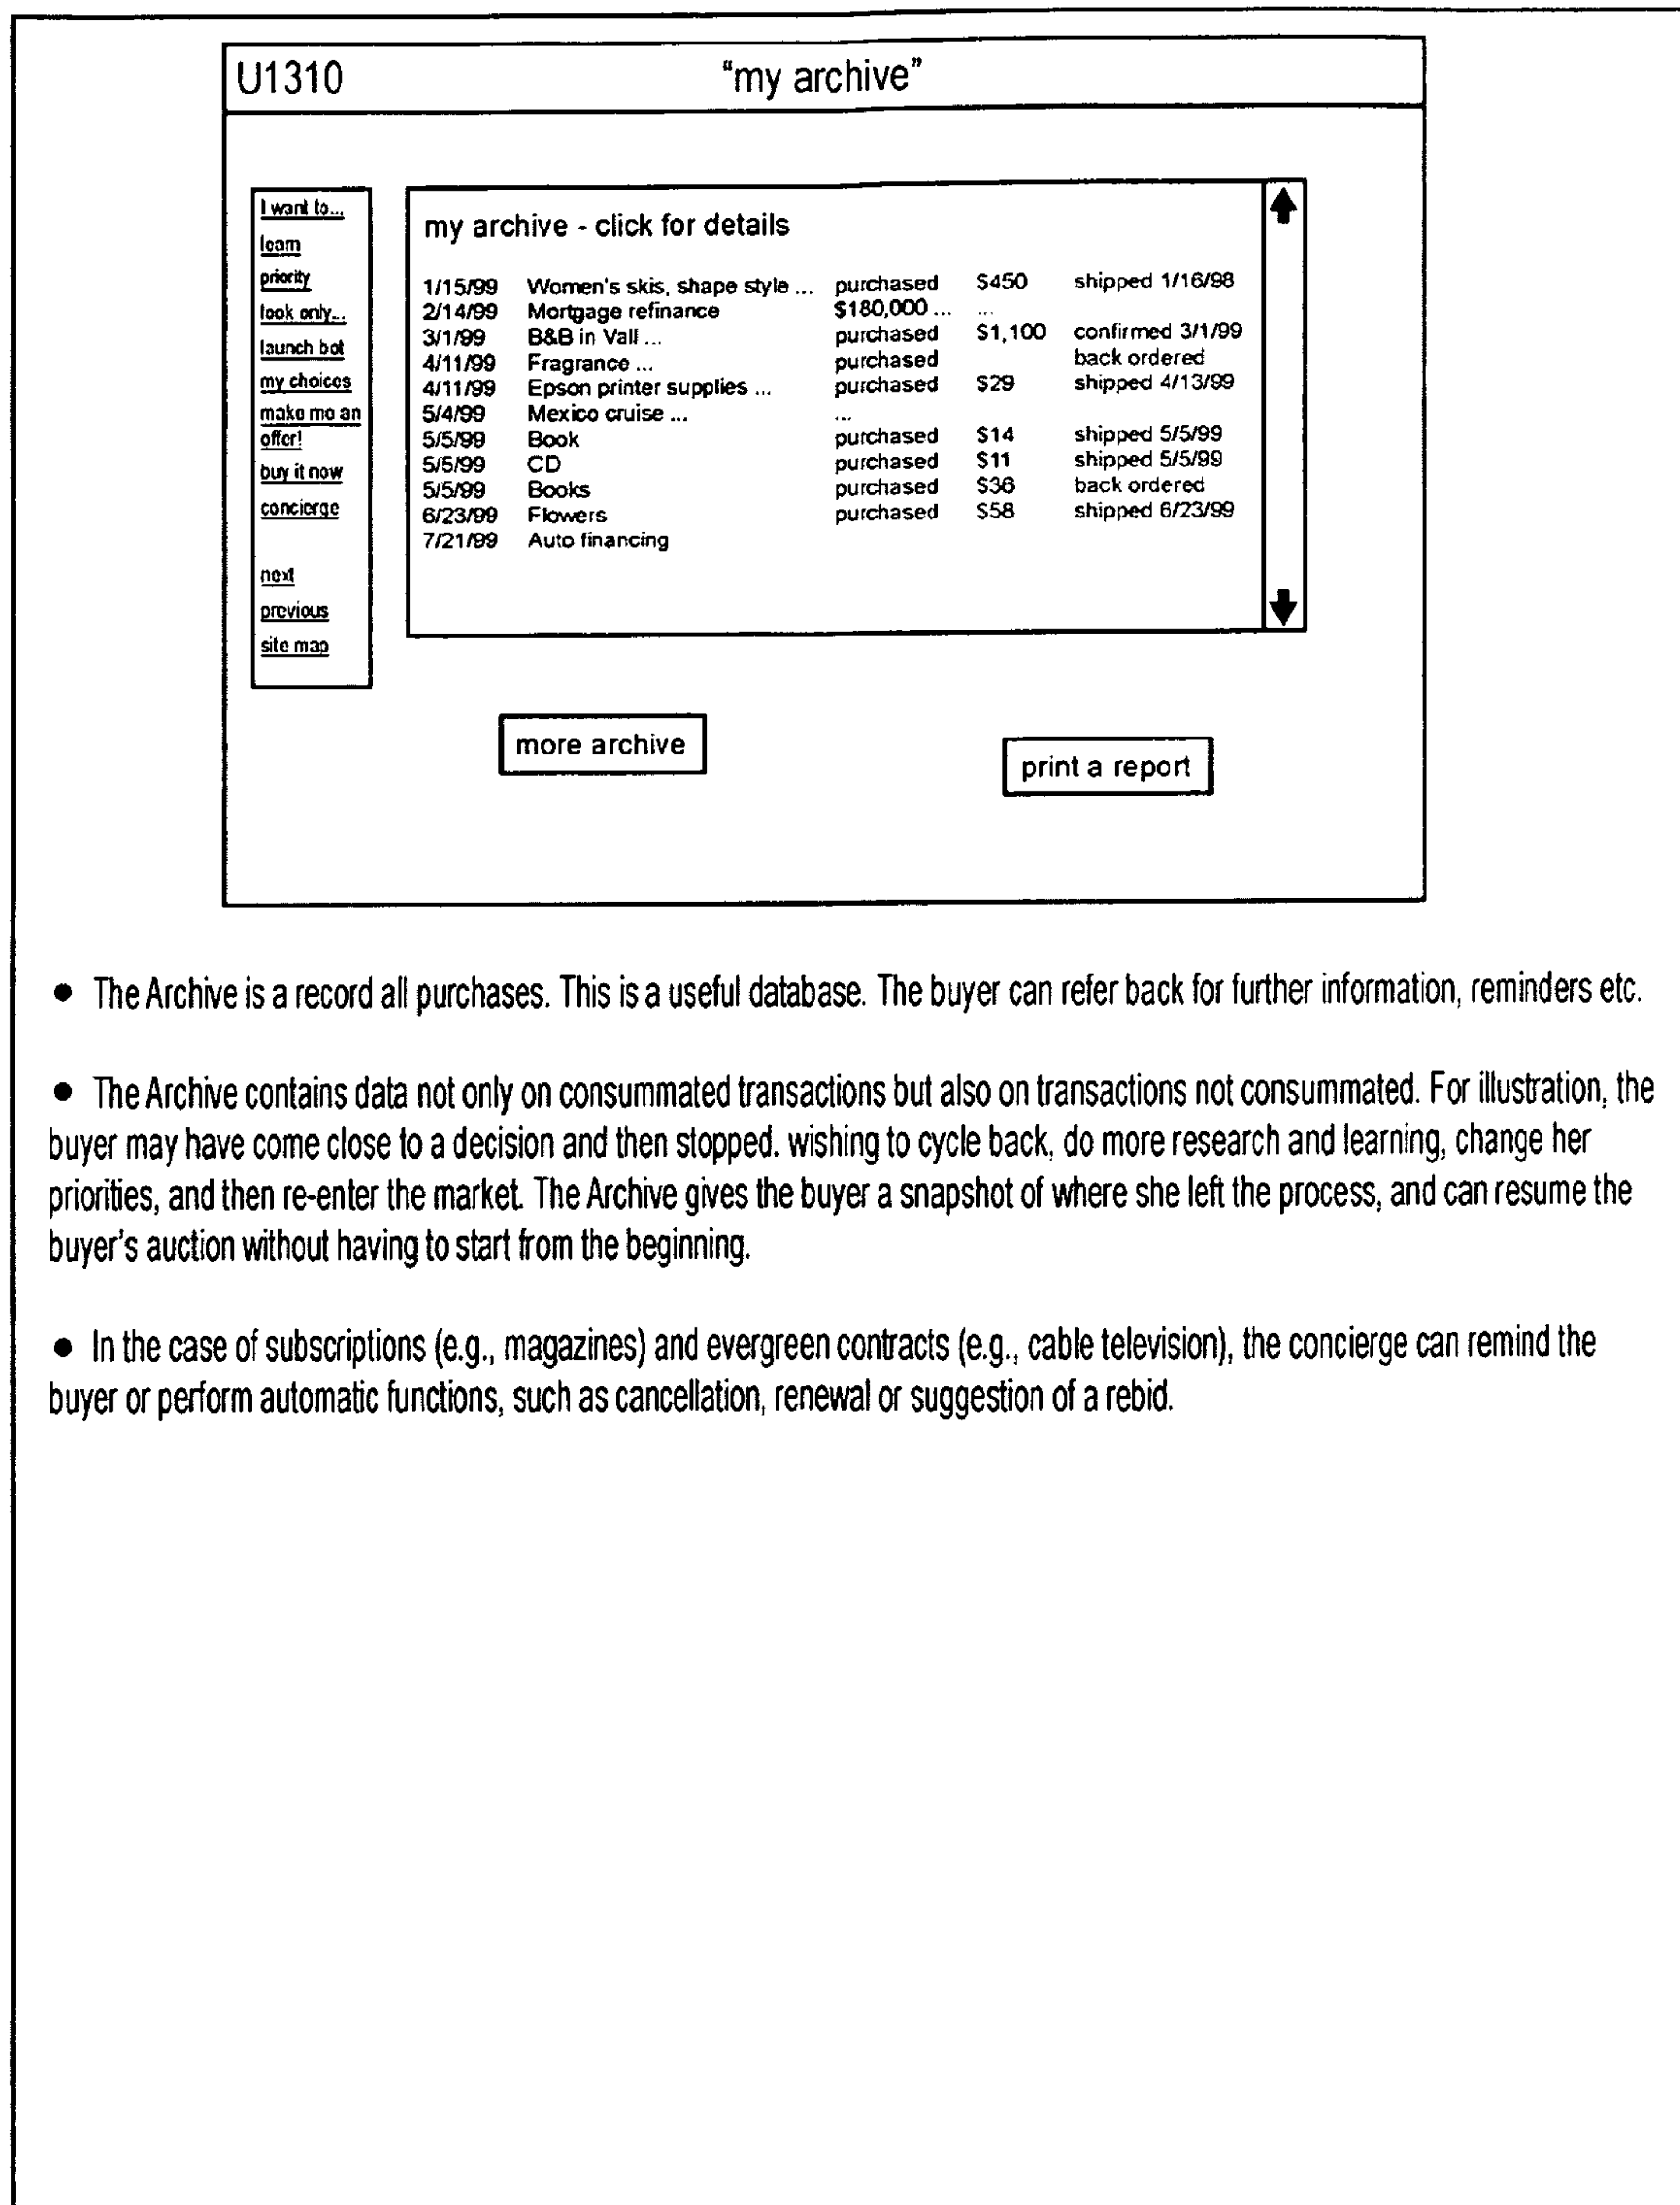 U1310 "my archive"
I want to...
learn
priority
look only...
launch bot
my choices
make me an
offer!
buy it now
concierge
next
previous
site map
my archive - click for details
1/15/99 Women's skis, shape style ... purchased $450 shipped 1/16/98
2/14/99 Mortgage refinance $180,000 ... ...
3/1/99 B&B in Vail ... purchased $1,100 confirmed 3/1/99
4/11/99 Fragrance ... purchased back ordered
4/11/99 Epson printer supplies ... purchased $29 shipped 4/13/99
5/4/99 Mexico cruise ... ...
5/5/99 Book purchased $14 shipped 5/5/99
5/5/99 CD purchased $11 shipped 5/5/99
5/5/99 Books purchased $36 back ordered
6/23/99 Flowers purchased $58 shipped 6/23/99
7/21/99 Auto financing
more archive
print a report
● The Archive is a record all purchases. This is a useful database. The buyer can refer back for further information, reminders etc.
● The Archive contains data not only on consummated transactions but also on transactions not consummated. For illustration, the
buyer may have come close to a decision and then stopped. wishing to cycle back, do more research and learning, change her
priorities, and then re-enter the market. The Archive gives the buyer a snapshot of where she left the process, and can resume the
buyer's auction without having to start from the beginning.
● In the case of subscriptions (e.g., magazines) and evergreen contracts (e.g., cable television), the concierge can remind the
buyer or perform automatic functions, such as cancellation, renewal or suggestion of a rebid.